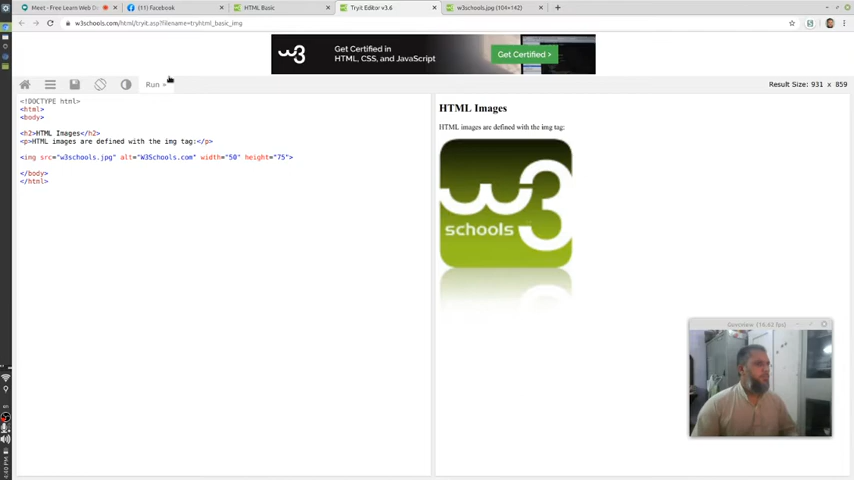 Meet - Free Learn Web De
(11) Facebook
HTML Basic
Tryit Editor v3.6
w3schools.jpg (104×142)
w3schools.com/html/tryit.asp?filename=tryhtml_basic_img
w3
Get Certified in
HTML, CSS, and JavaScript
Get Certified >
Run »
Result Size: 931 x 859
<!DOCTYPE html>
<html>
<body>
<h2>HTML Images</h2>
<p>HTML images are defined with the img tag:</p>
<img src="w3schools.jpg" alt="W3Schools.com" width="50" height="75">
</body>
</html>
HTML Images
HTML images are defined with the img tag:
w3
schools